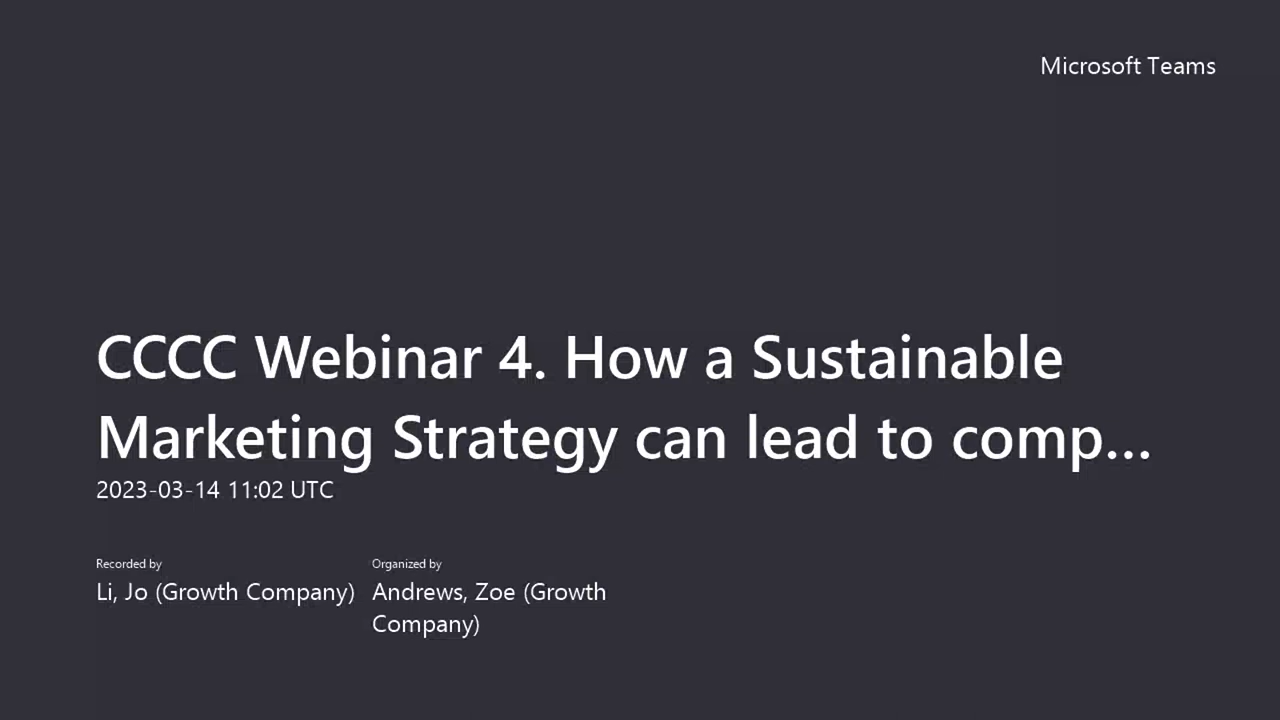 Microsoft Teams
CCCC Webinar 4. How a Sustainable
Marketing Strategy can lead to comp...
2023-03-14 11:02 UTC
Recorded by
Li, Jo (Growth Company)
Organized by
Andrews, Zoe (Growth
Company)